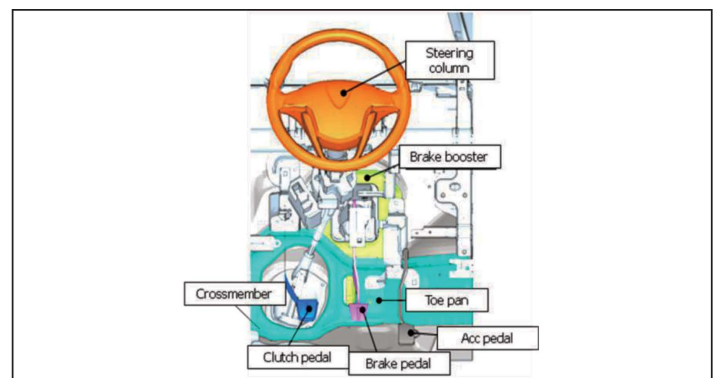 Steering
column
Brake booster
Crossmember
Toe pan
Acc pedal
Clutch pedal
Brake pedal